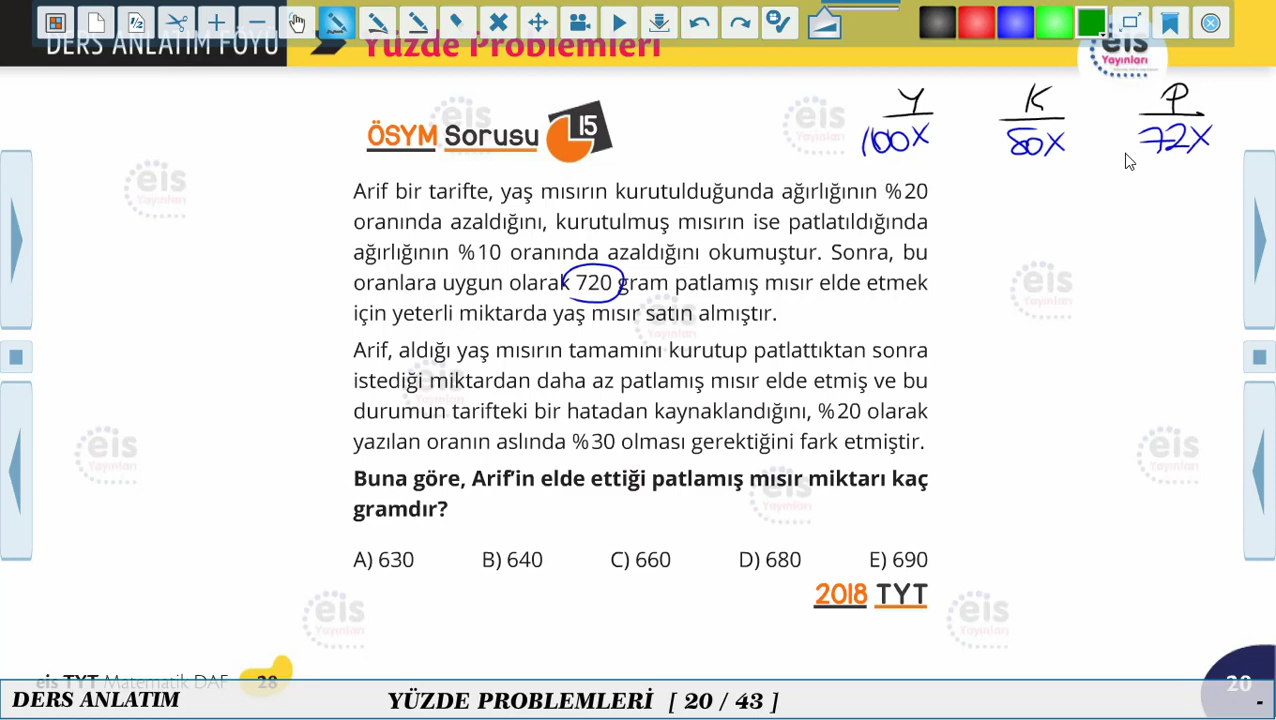 DERS ANLATIM FÖYÜ
Yüzde Problemleri
eis
Yayınları
ÖSYM Sorusu 15
Y K P
100X 80X 72X
Arif bir tarifte, yaş mısırın kurutulduğunda ağırlığının %20
oranında azaldığını, kurutulmuş mısırın ise patlatıldığında
ağırlığının %10 oranında azaldığını okumuştur. Sonra, bu
oranlara uygun olarak 720 gram patlamış mısır elde etmek
için yeterli miktarda yaş mısır satın almıştır.
Arif, aldığı yaş mısırın tamamını kurutup patlattıktan sonra
istediği miktardan daha az patlamış mısır elde etmiş ve bu
durumun tarifteki bir hatadan kaynaklandığını, %20 olarak
yazılan oranın aslında %30 olması gerektiğini fark etmiştir.
Buna göre, Arif’in elde ettiği patlamış mısır miktarı kaç
gramdır?
A) 630 B) 640 C) 660 D) 680 E) 690
2018 TYT
eis TYT Matematik DAF 28
20
DERS ANLATIM YÜZDE PROBLEMLERİ [ 20 / 43 ] -